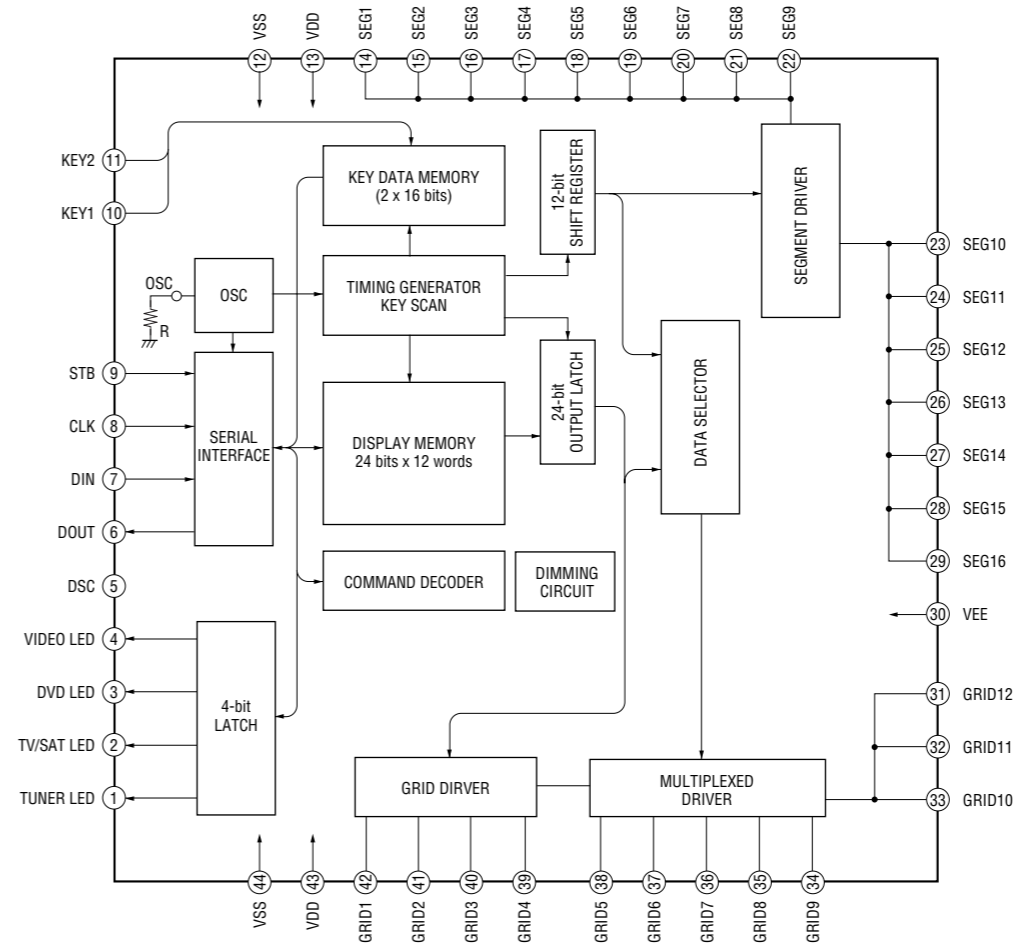 VSS
VDD
SEG1
SEG2
SEG3
SEG4
SEG5
SEG6
SEG7
SEG8
SEG9
12
13
14
15
16
17
18
19
20
21
22
KEY2 11
KEY1 10
KEY DATA MEMORY
(2 x 16 bits)
12-bit
SHIFT REGISTER
SEGMENT DRIVER
OSC
R
OSC
TIMING GENERATOR
KEY SCAN
23 SEG10
24 SEG11
25 SEG12
26 SEG13
27 SEG14
28 SEG15
29 SEG16
STB 9
CLK 8
DIN 7
DOUT 6
SERIAL
INTERFACE
DISPLAY MEMORY
24 bits x 12 words
24-bit
OUTPUT LATCH
DATA SELECTOR
DSC 5
COMMAND DECODER
DIMMING
CIRCUIT
30 VEE
VIDEO LED 4
DVD LED 3
TV/SAT LED 2
TUNER LED 1
4-bit
LATCH
31 GRID12
32 GRID11
33 GRID10
GRID DIRVER
MULTIPLEXED
DRIVER
44
43
42
41
40
39
38
37
36
35
34
VSS
VDD
GRID1
GRID2
GRID3
GRID4
GRID5
GRID6
GRID7
GRID8
GRID9